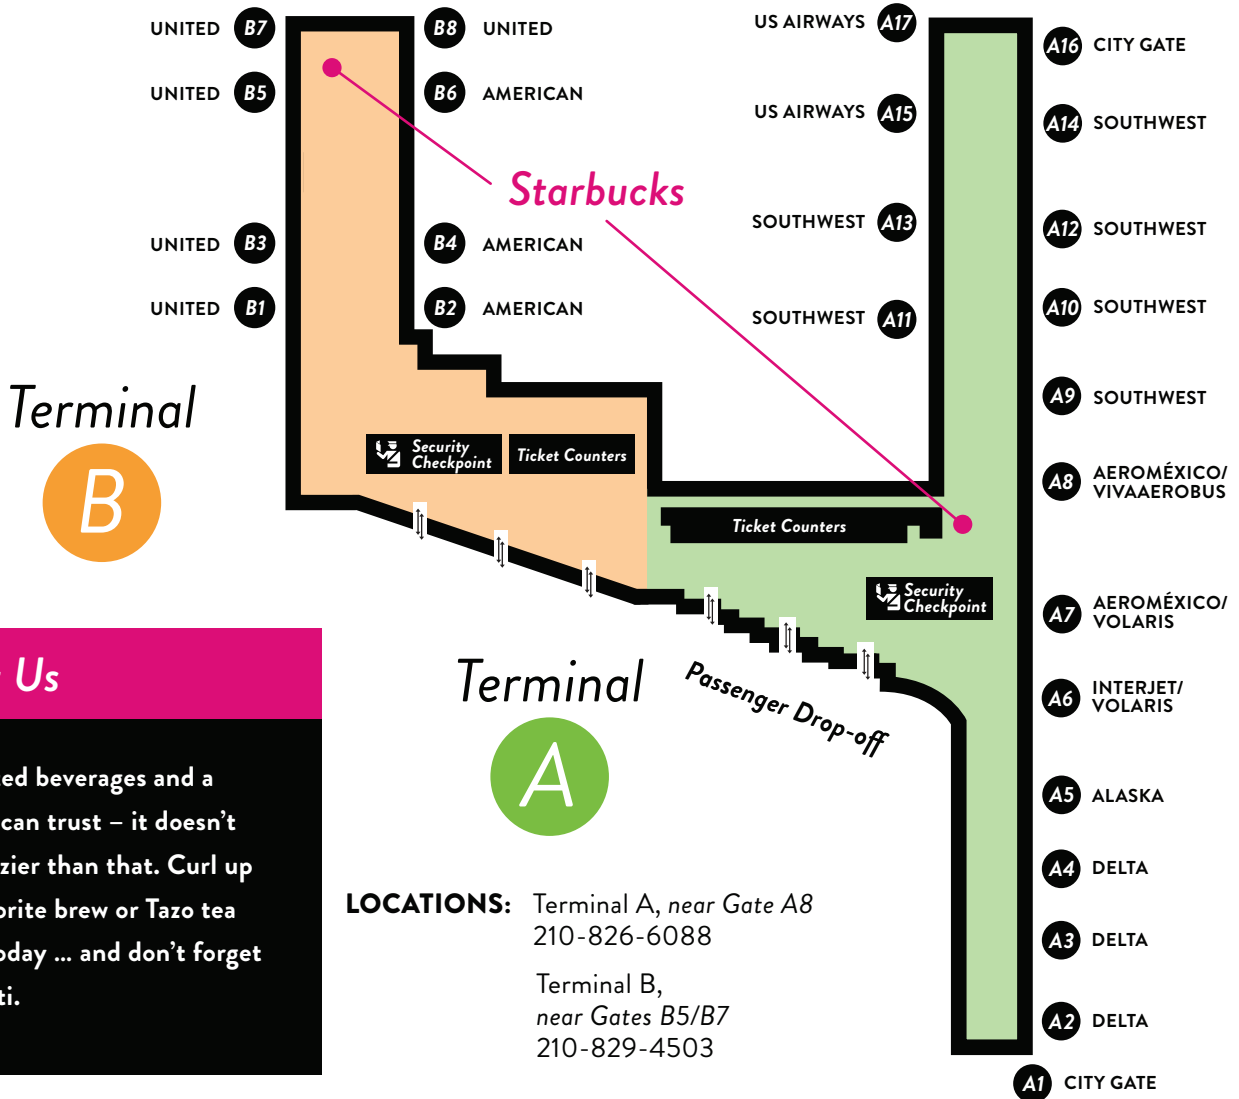 UNITED B7
B8 UNITED
UNITED B5
B6 AMERICAN
UNITED B3
B4 AMERICAN
UNITED B1
B2 AMERICAN
US AIRWAYS A17
A16 CITY GATE
US AIRWAYS A15
A14 SOUTHWEST
Starbucks
SOUTHWEST A13
A12 SOUTHWEST
SOUTHWEST A11
A10 SOUTHWEST
A9 SOUTHWEST
A8 AEROMÉXICO/
VIVAAEROBUS
A7 AEROMÉXICO/
VOLARIS
A6 INTERJET/
VOLARIS
A5 ALASKA
A4 DELTA
A3 DELTA
A2 DELTA
A1 CITY GATE
Terminal
B
Security
Checkpoint
Ticket Counters
Ticket Counters
Security
Checkpoint
Passenger Drop-off
Terminal
A
Us
ed beverages and a
can trust – it doesn't
zier than that. Curl up
orite brew or Tazo tea
oday ... and don't forget
ti.
LOCATIONS: Terminal A, near Gate A8
210-826-6088
Terminal B,
near Gates B5/B7
210-829-4503